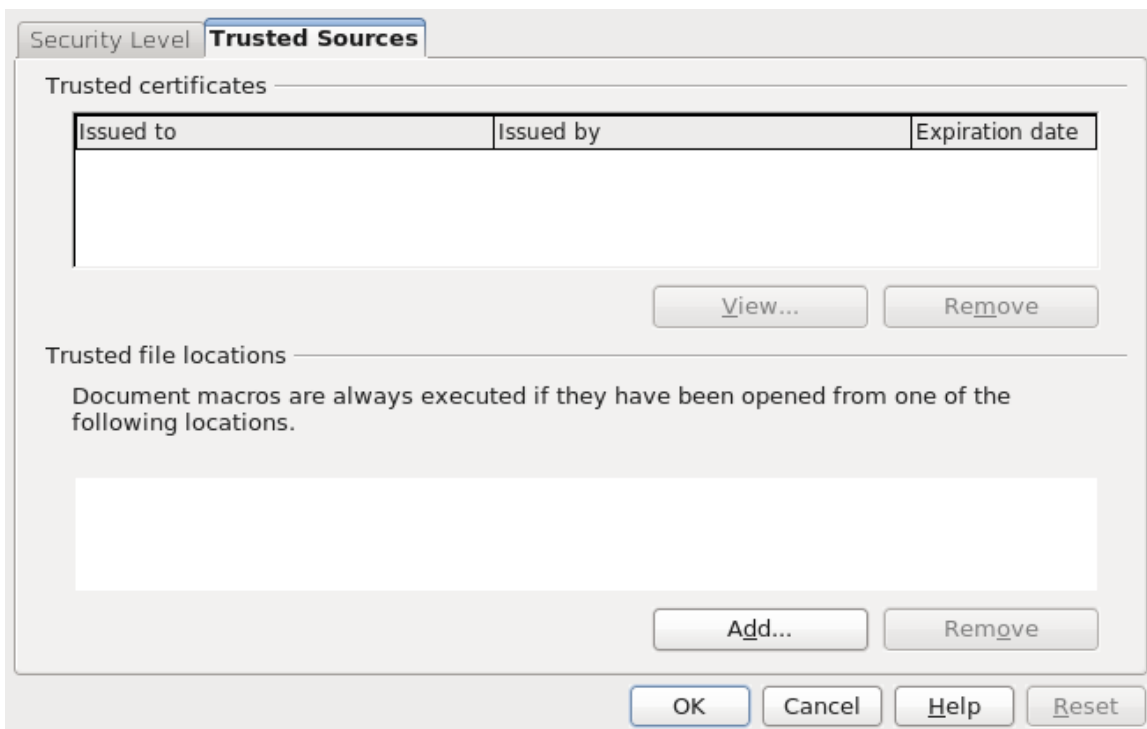 Security Level Trusted Sources
Trusted certificates
Issued to Issued by Expiration date
View... Remove
Trusted file locations
Document macros are always executed if they have been opened from one of the
following locations.
Add... Remove
OK Cancel Help Reset